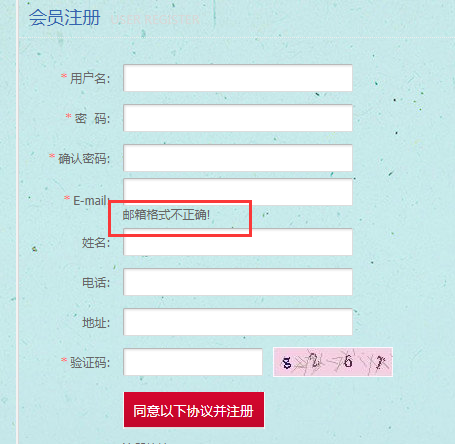 会员注册
* 用户名:
* 密 码:
* 确认密码:
* E-mail:
邮箱格式不正确!
姓名:
电话:
地址:
* 验证码:
同意以下协议并注册